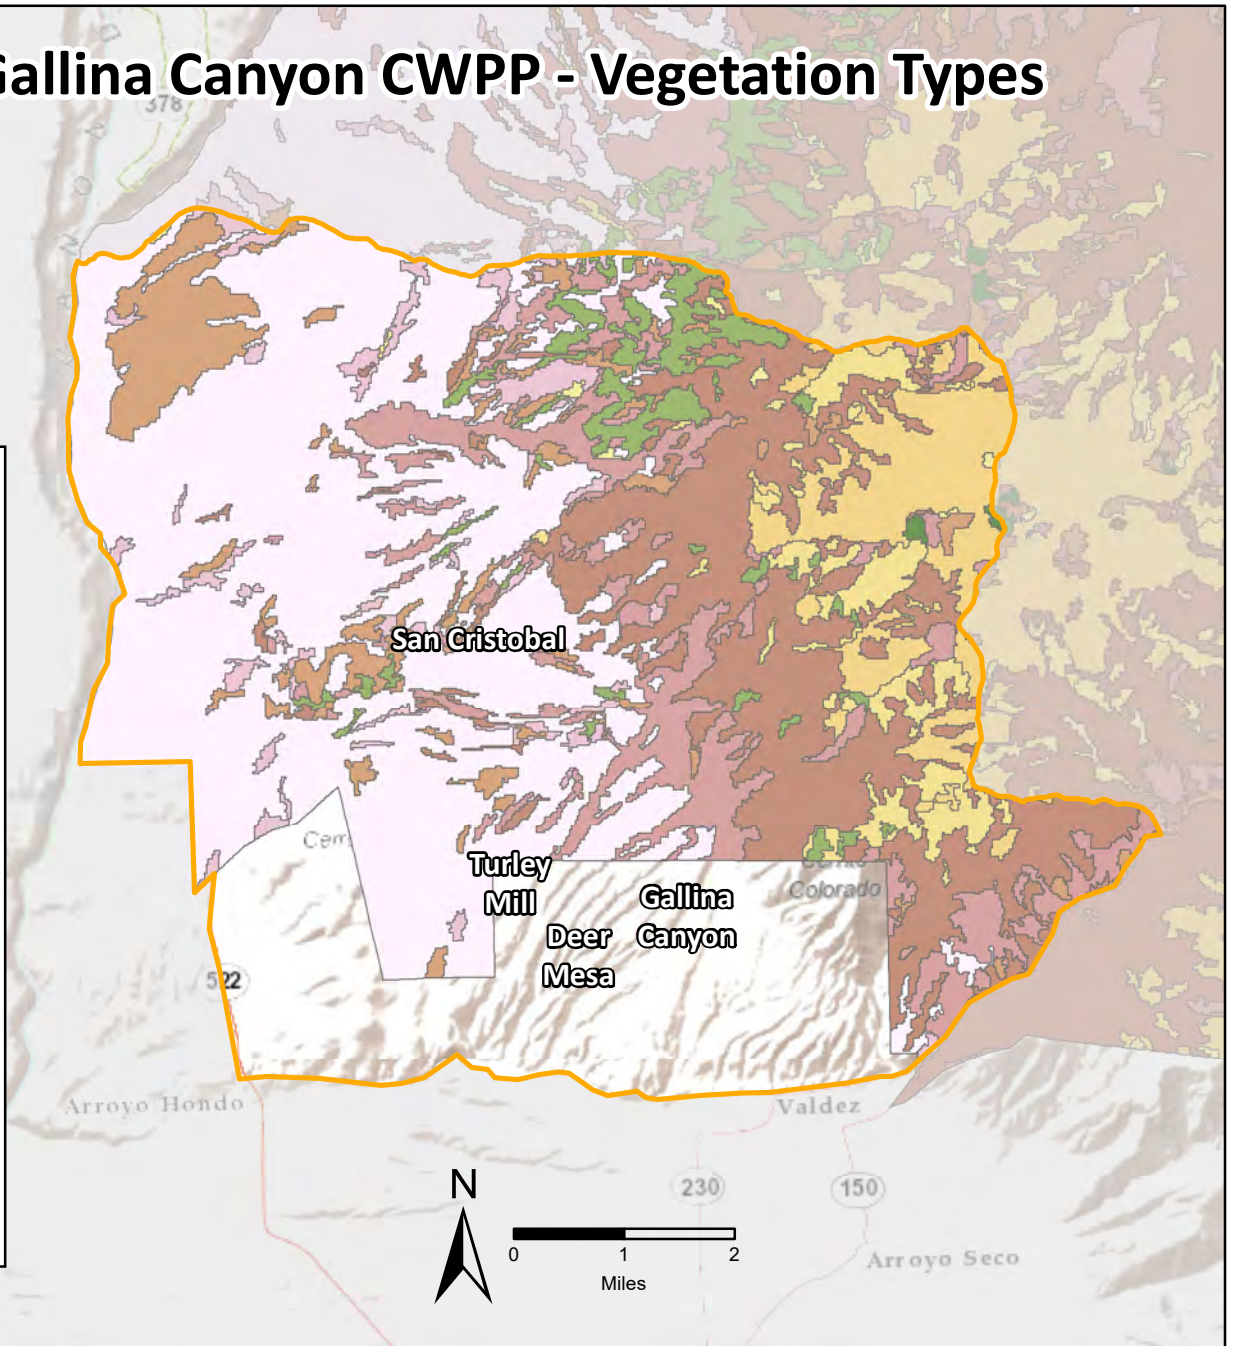 Gallina Canyon CWPP - Vegetation Types
378
San Cristobal
Turley
Mill
Gallina
Canyon
Deer
Mesa
Colorado
522
Arroyo Hondo
Valdez
N
230
150
0 1 2
Miles
Arroyo Seco